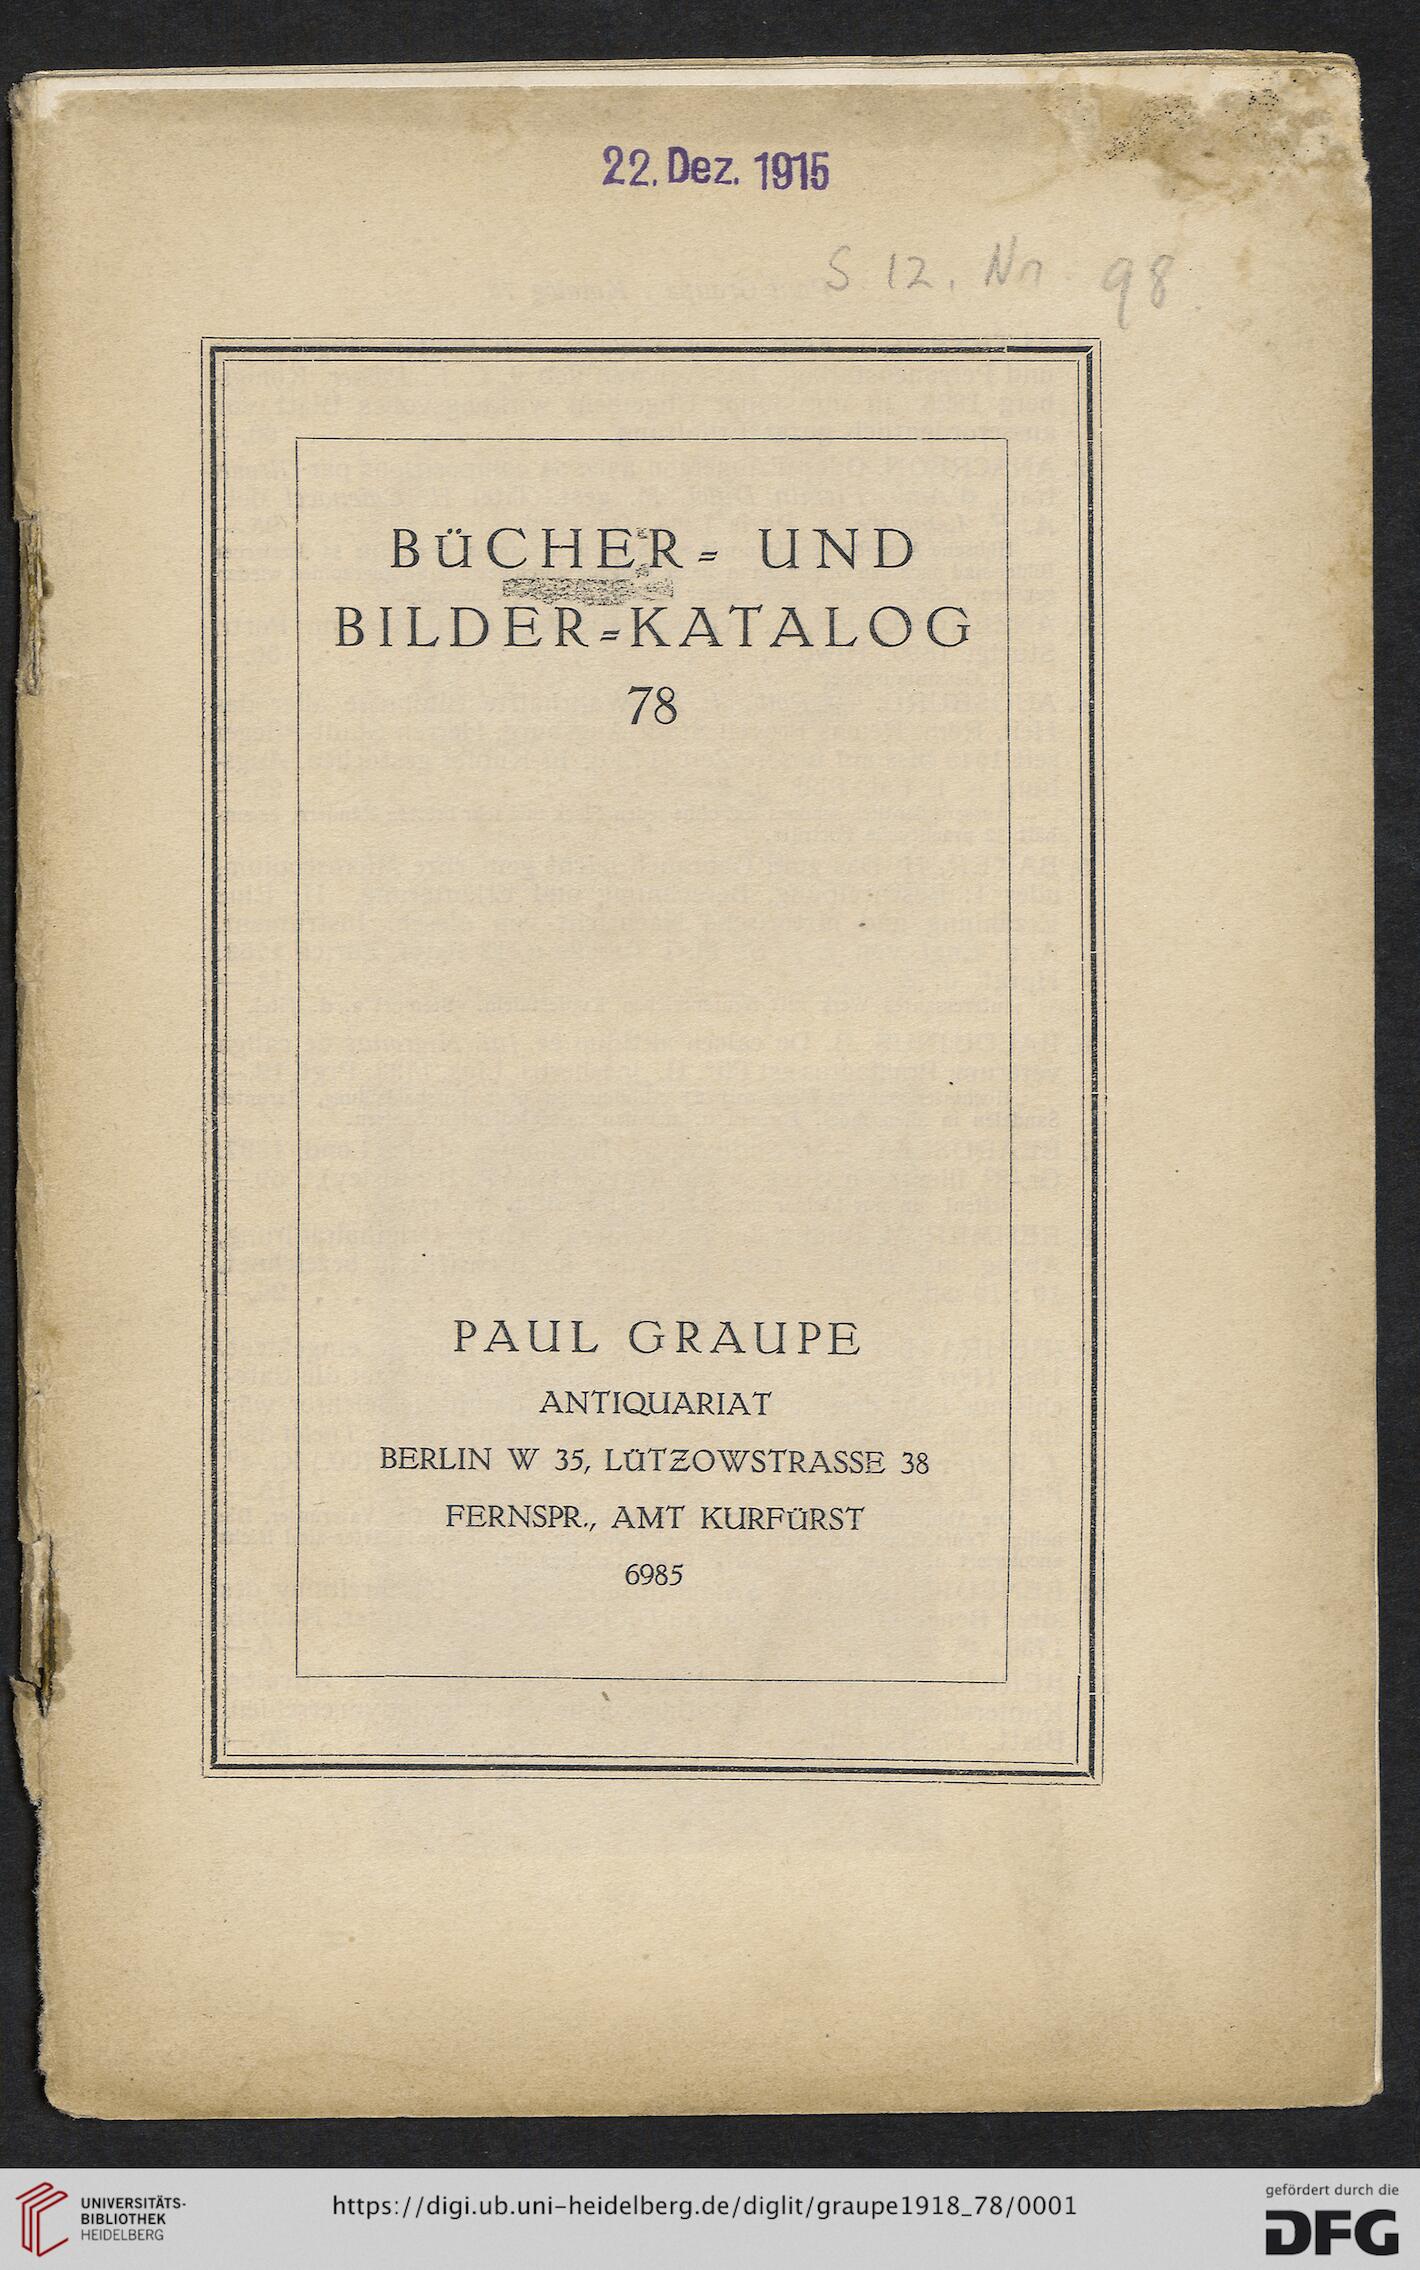 22. Dez. 1915
S 12. Nr. 98
BÜCHER- UND
BILDER-KATALOG
78
PAUL GRAUPE
ANTIQUARIAT
BERLIN W 35, LÜTZOWSTRASSE 38
FERNSPR., AMT KURFÜRST
6985
UNIVERSITÄTS-
BIBLIOTHEK
HEIDELBERG
https://digi.ub.uni-heidelberg.de/diglit/graupe1918_78/0001
gefördert durch die
DFG